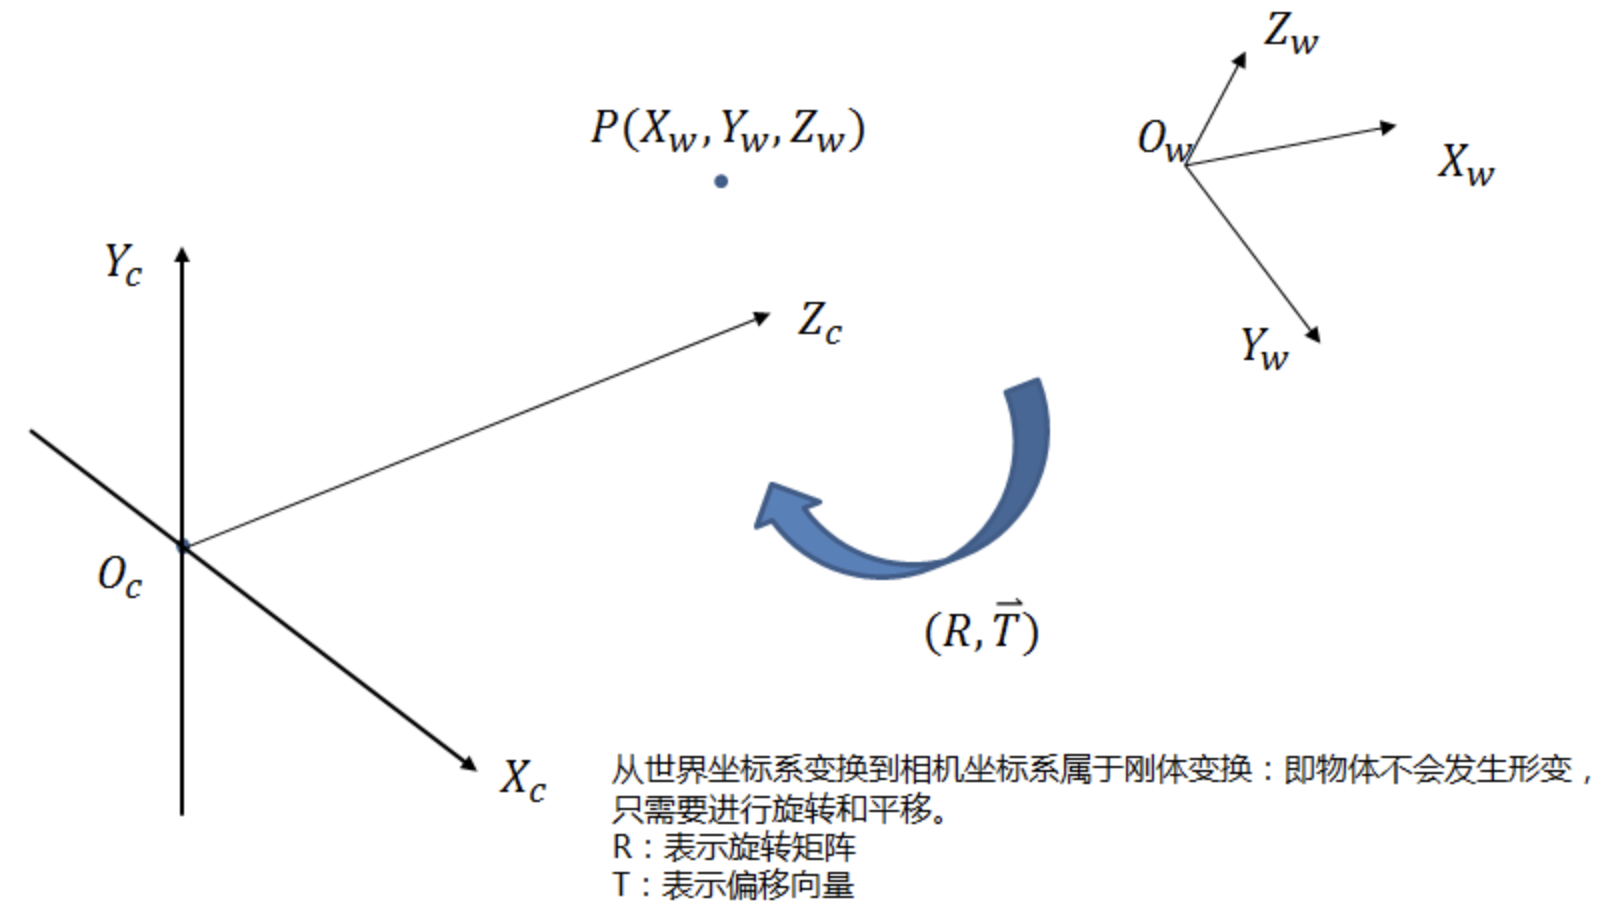 Z_w
P(X_w, Y_w, Z_w)
O_w
X_w
Y_c
Z_c
Y_w
O_c
(R, \vec{T})
X_c
从世界坐标系变换到相机坐标系属于刚体变换：即物体不会发生形变，
只需要进行旋转和平移。
R：表示旋转矩阵
T：表示偏移向量